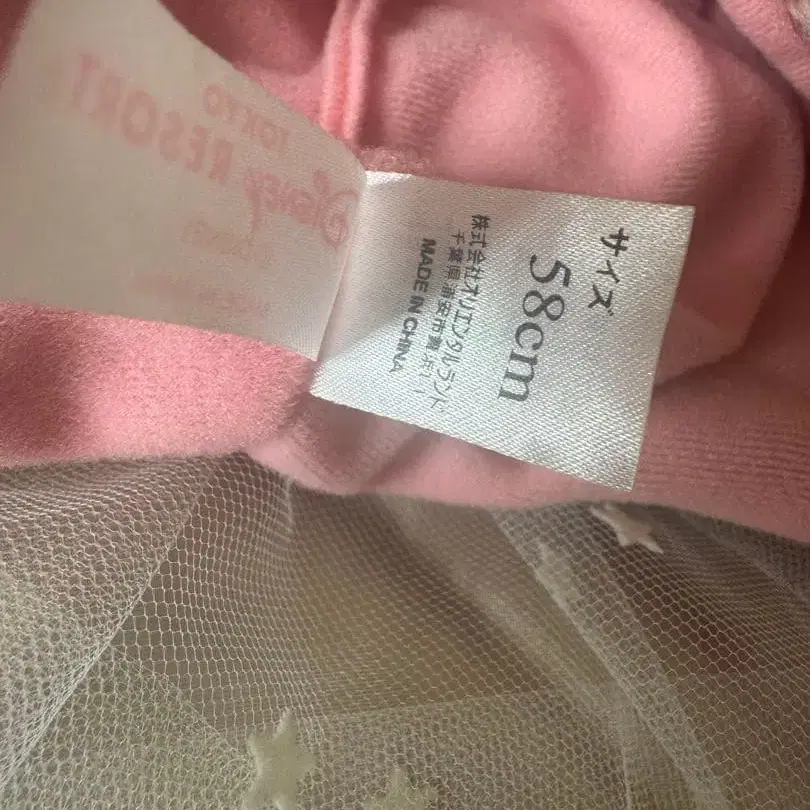 TOKYO
DISNEY RESORT
サイズ
58cm
株式会社オリエンタルランド
千葉県浦安市舞浜1-1
MADE IN CHINA